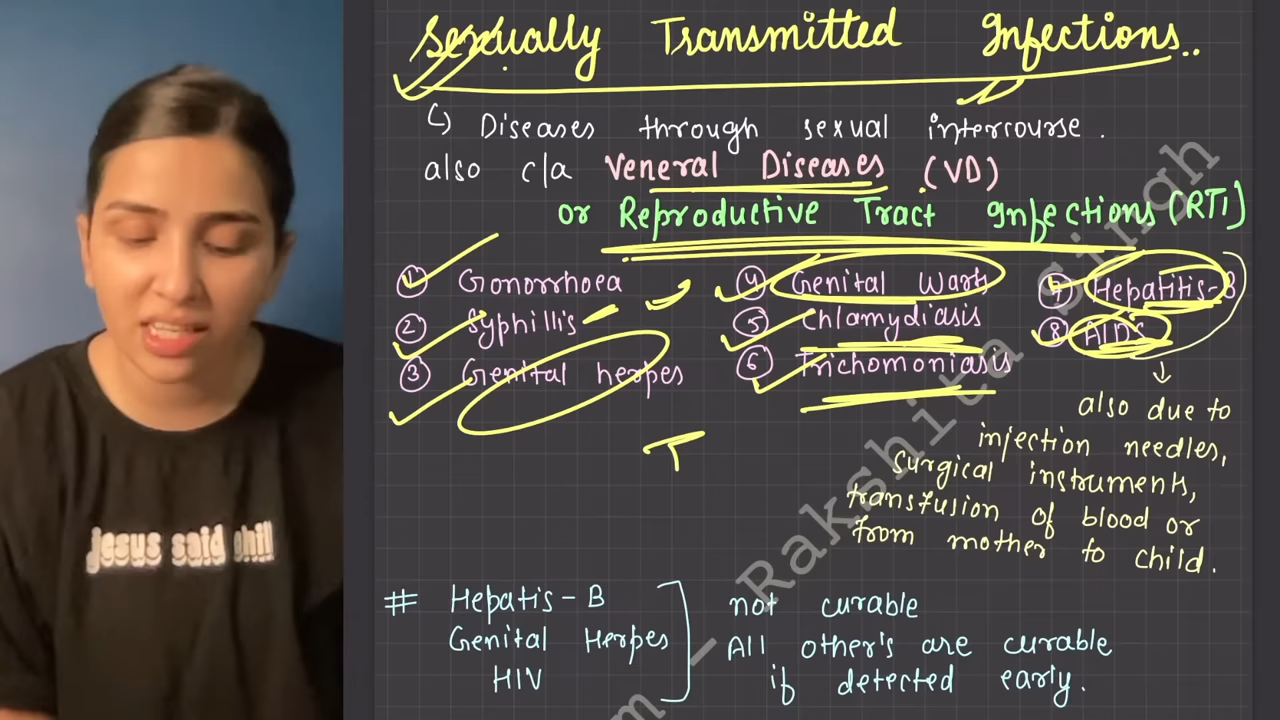 Sexually Transmitted Infections..
↳ Diseases through sexual intercourse.
also c/a Veneral Diseases (VD)
or Reproductive Tract Infections (RTI)
① Gonorrhoea
② Syphillis
③ Genital herpes
④ Genital Warts
⑤ Chlamydiasis
⑥ Trichomoniasis
⑦ Hepatitis-B
⑧ AIDS
T
also due to
injection needles,
surgical instruments,
transfusion of blood or
from mother to child.
# Hepatis - B
Genital Herpes
HIV
not curable
All other's are curable
if detected early.
jesus said chill
- Rakshita Singh